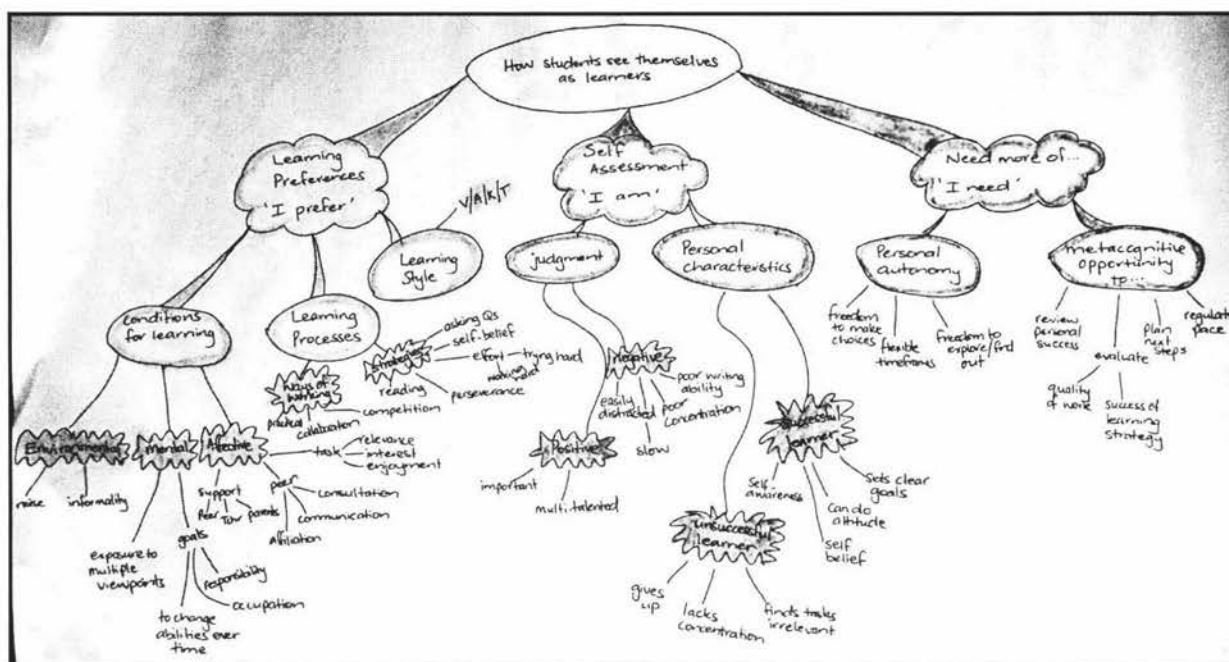 How students see themselves
as learners
Learning
Preferences
'I prefer'
Self
Assessment
'I am'
Need more of...
'I need'
V/A/K/T
Learning
Style
judgment
Personal
characteristics
Personal
autonomy
metacognitive
opportunity
to...
Conditions
for learning
Learning
Processes
freedom
to make
choices
flexible
timeframes
freedom to
explore/find
out
review
personal
success
evaluate
plan
next
steps
regulate
pace
quality
of work
success of
learning
strategy
Ways of
Working
practical
collaboration
competition
Strategies
asking Qs
self-belief
effort
trying hard
reading
perseverance
Negative
easily
distracted
slow
poor
concentration
poor writing
ability
Positive
important
multi-talented
Successful
learner
Self-
awareness
can do
attitude
Self
belief
Sets clear
goals
unsuccessful
learner
gives
up
lacks
concentration
finds tasks
irrelevant
Environmental
noise
informality
Mental
exposure to
multiple
viewpoints
goals
responsibility
occupation
to change
abilities over
time
Affective
support
Peer
parents
task
relevance
interest
enjoyment
peer
consultation
communication
affiliation